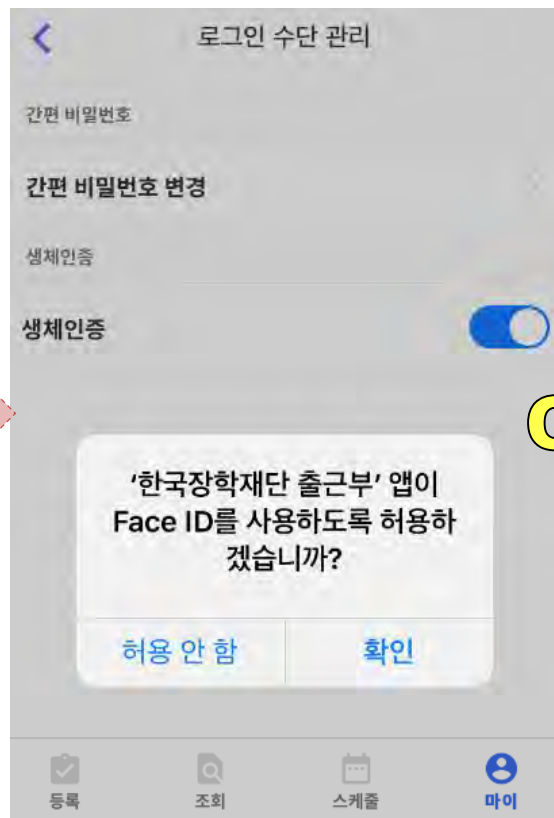 로그인 수단 관리
간편 비밀번호
간편 비밀번호 변경
생체인증
생체인증
‘한국장학재단 출근부’ 앱이
Face ID를 사용하도록 허용하
겠습니까?
허용 안 함
확인
등록
조회
스케줄
마이